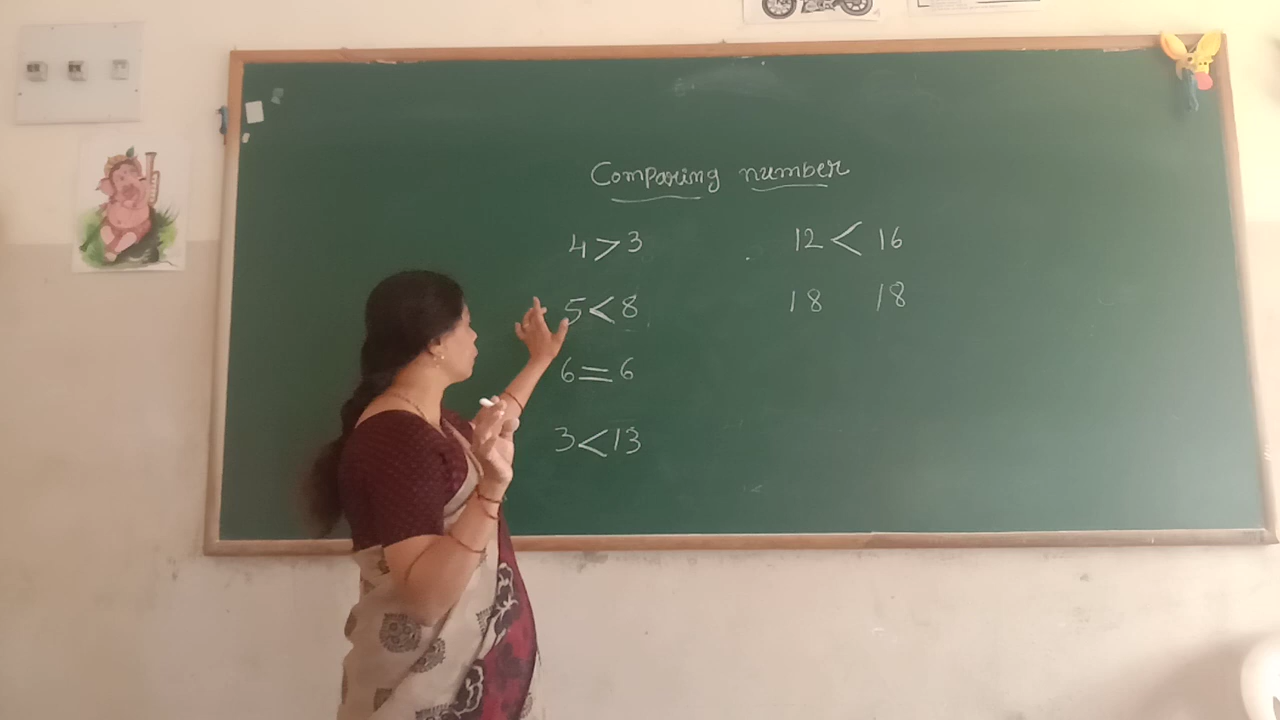 Comparing number
4 > 3
5 < 8
6 = 6
3 < 13
12 < 16
18 18